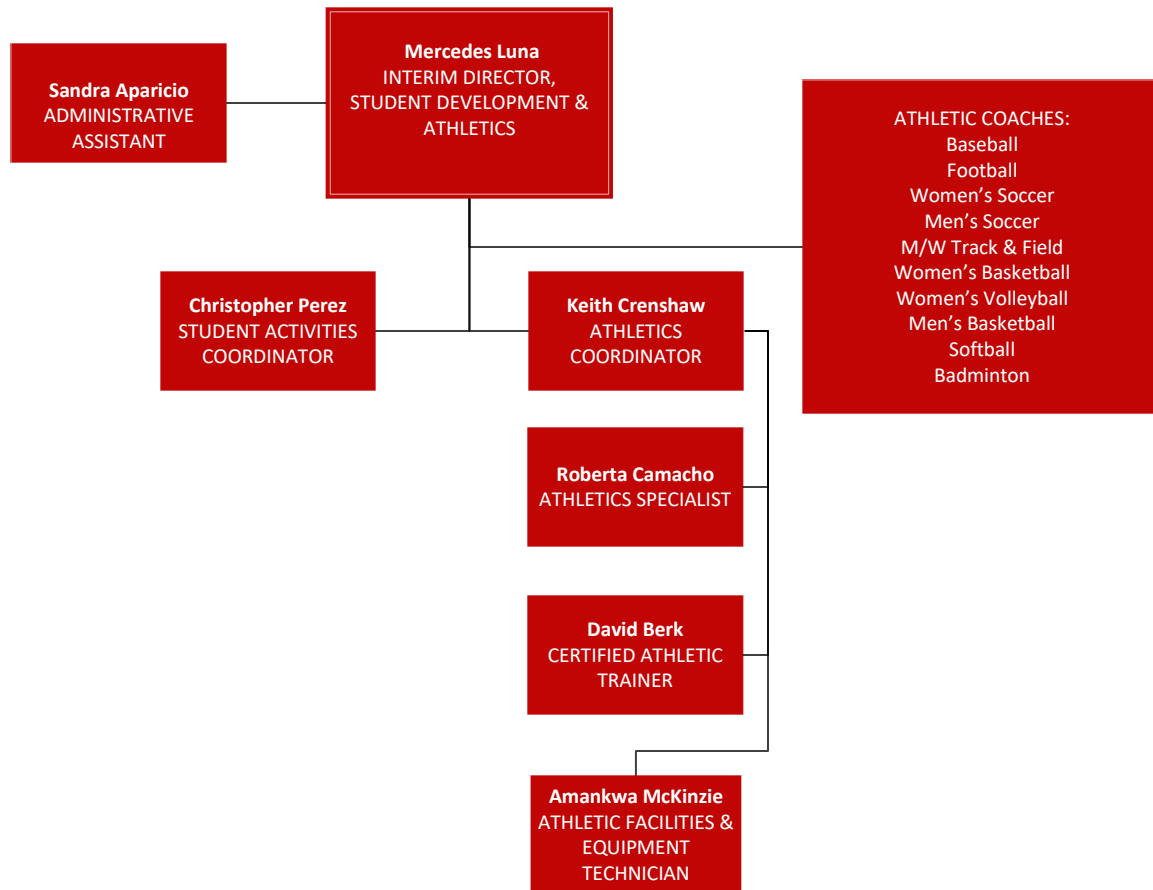 Mercedes Luna
INTERIM DIRECTOR,
STUDENT DEVELOPMENT &
ATHLETICS
Sandra Aparicio
ADMINISTRATIVE
ASSISTANT
ATHLETIC COACHES:
Baseball
Football
Women’s Soccer
Men’s Soccer
M/W Track & Field
Women’s Basketball
Women’s Volleyball
Men’s Basketball
Softball
Badminton
Christopher Perez
STUDENT ACTIVITIES
COORDINATOR
Keith Crenshaw
ATHLETICS
COORDINATOR
Roberta Camacho
ATHLETICS SPECIALIST
David Berk
CERTIFIED ATHLETIC
TRAINER
Amankwa McKinzie
ATHLETIC FACILITIES &
EQUIPMENT
TECHNICIAN